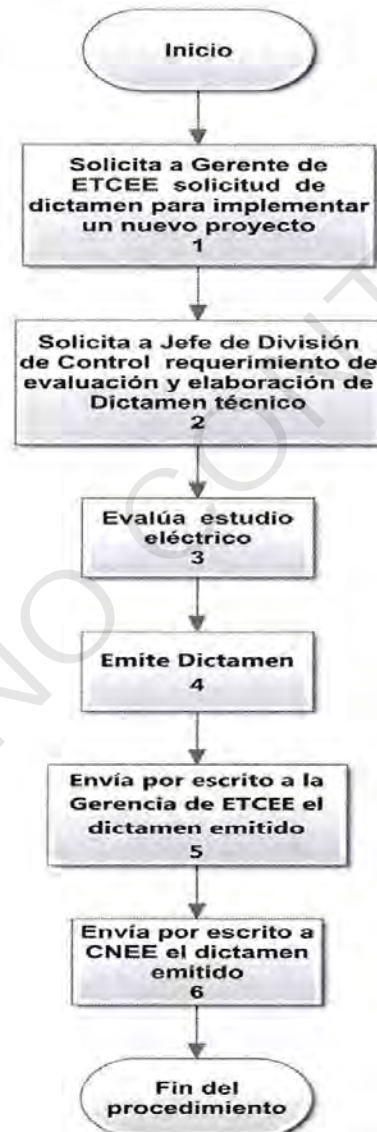 Inicio
Solicita a Gerente de
ETCEE solicitud de
dictamen para implementar
un nuevo proyecto
1
Solicita a Jefe de División
de Control requerimiento de
evaluación y elaboración de
Dictamen técnico
2
Evalúa estudio
eléctrico
3
Emite Dictamen
4
Envía por escrito a la
Gerencia de ETCEE el
dictamen emitido
5
Envía por escrito a
CNEE el dictamen
emitido
6
Fin del
procedimiento
NO CONT